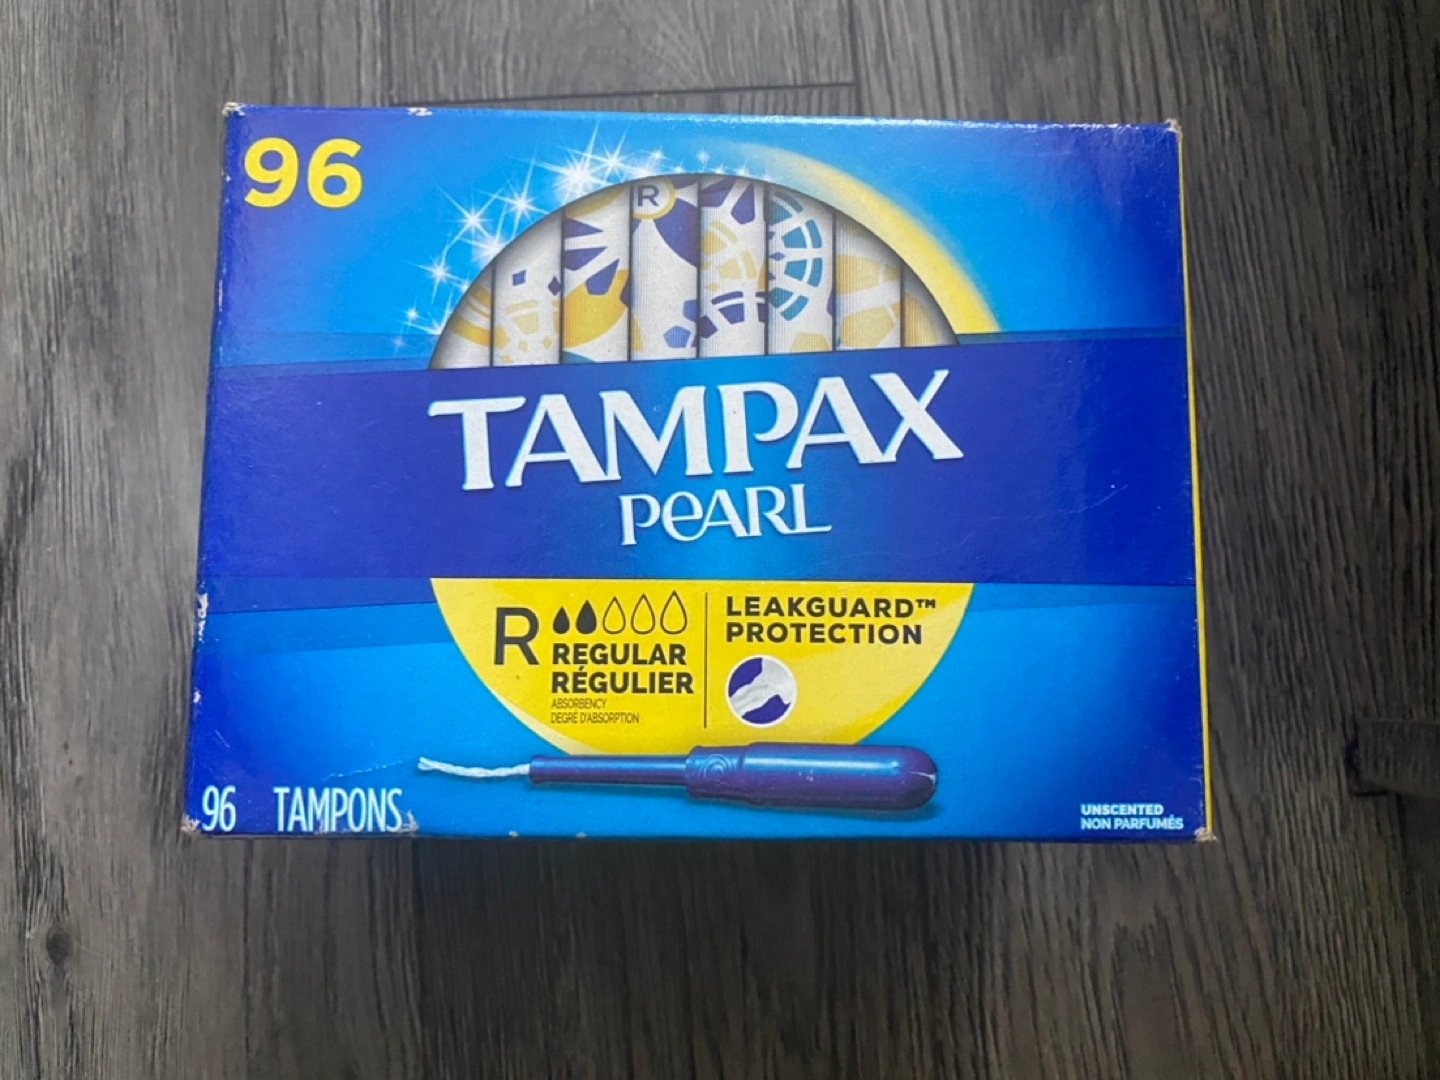 96
R
TAMPAX
PEARL
R
REGULAR
RÉGULIER
ABSORBENCY
DEGRÉ D'ABSORPTION
LEAKGUARD™
PROTECTION
96 TAMPONS
UNSCENTED
NON PARFUMÉS